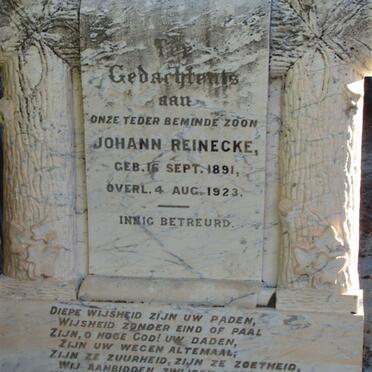 Ter
Gedachtenis
aan
ONZE TEDER BEMINDE ZOON
JOHANN REINECKE,
GEB. 16 SEPT. 1891,
OVERL. 4 AUG. 1923.
INNIG BETREURD.
DIEPE WIJSHEID ZIJN UW PADEN,
WIJSHEID ZONDER EIND OF PAAL
ZIJN, O HOGE GOD! UW DADEN,
ZIJN UW WEGEN ALTEMAAL;
ZIJN ZE ZUURHEID, ZIJN ZE ZOETHEID,
WIJ AANBIDDEN, ZWIJGEN